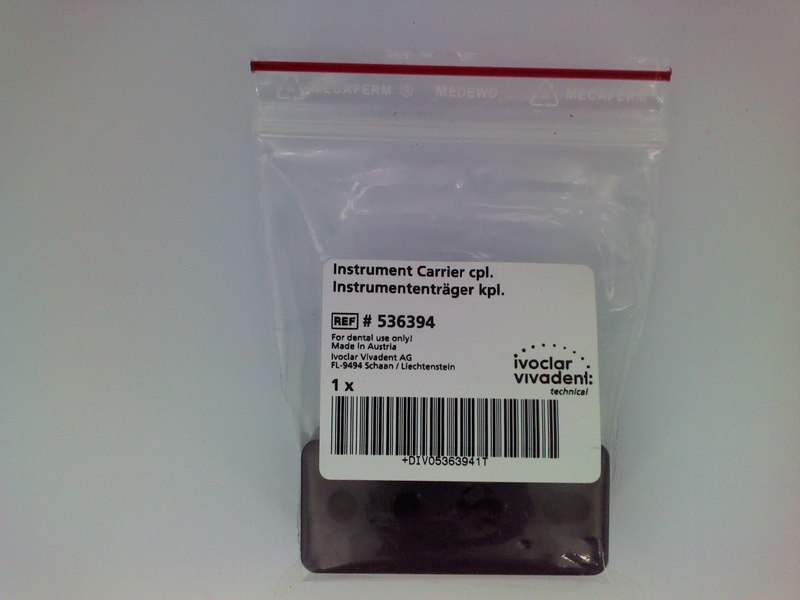 MECAFERM ® MEDEWO MECAFERM
Instrument Carrier cpl.
Instrumententräger kpl.
REF # 536394
For dental use only!
Made in Austria
Ivoclar Vivadent AG
FL-9494 Schaan / Liechtenstein
1 x
ivoclar
vivadent:
technical
+DIV05363941T